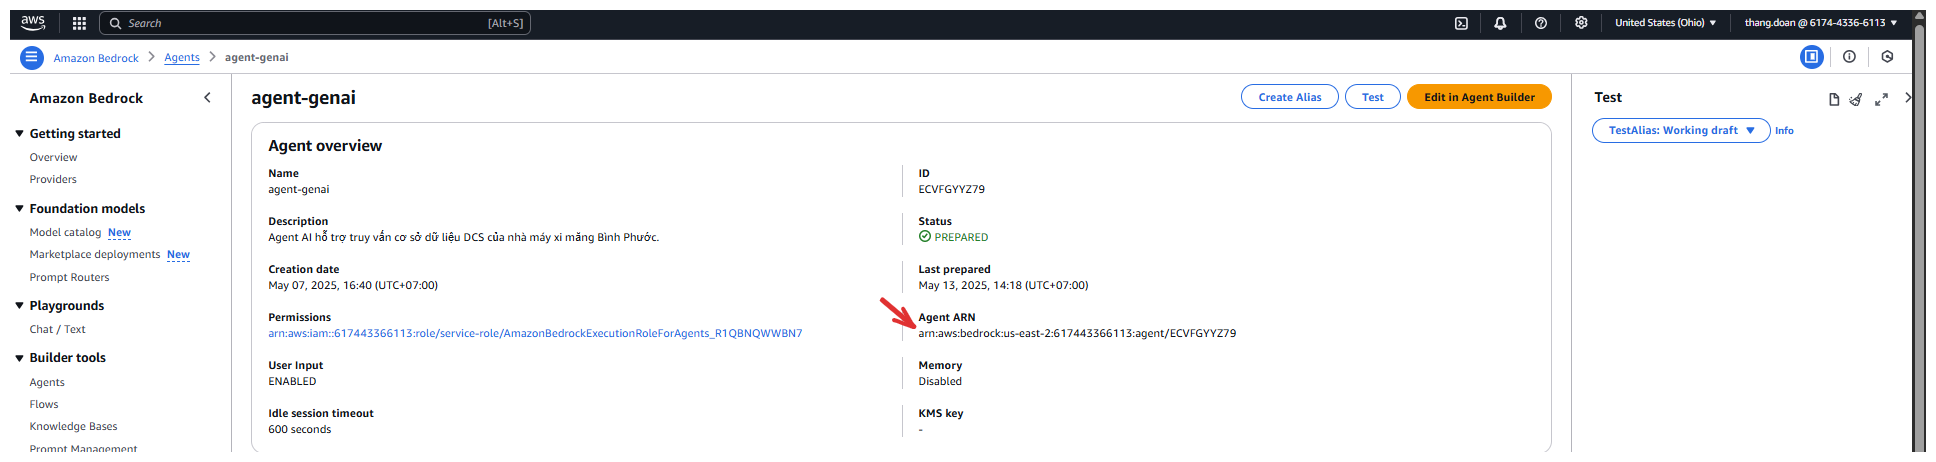 aws Search [Alt+S] United States (Ohio) thang.doan @ 6174-4336-6113
Amazon Bedrock Agents agent-genai
Amazon Bedrock
Getting started
Overview
Providers
Foundation models
Model catalog New
Marketplace deployments New
Prompt Routers
Playgrounds
Chat / Text
Builder tools
Agents
Flows
Knowledge Bases
Prompt Management
agent-genai
Create Alias Test Edit in Agent Builder
Agent overview
Name
agent-genai
ID
ECVFGYYZ79
Description
Agent AI hỗ trợ truy vấn cơ sở dữ liệu DCS của nhà máy xi măng Bình Phước.
Status
PREPARED
Creation date
May 07, 2025, 16:40 (UTC+07:00)
Last prepared
May 13, 2025, 14:18 (UTC+07:00)
Permissions
arn:aws:iam::617443366113:role/service-role/AmazonBedrockExecutionRoleForAgents_R1QBNQWWBN7
Agent ARN
arn:aws:bedrock:us-east-2:617443366113:agent/ECVFGYYZ79
User Input
ENABLED
Memory
Disabled
Idle session timeout
600 seconds
KMS key
-
Test
TestAlias: Working draft Info